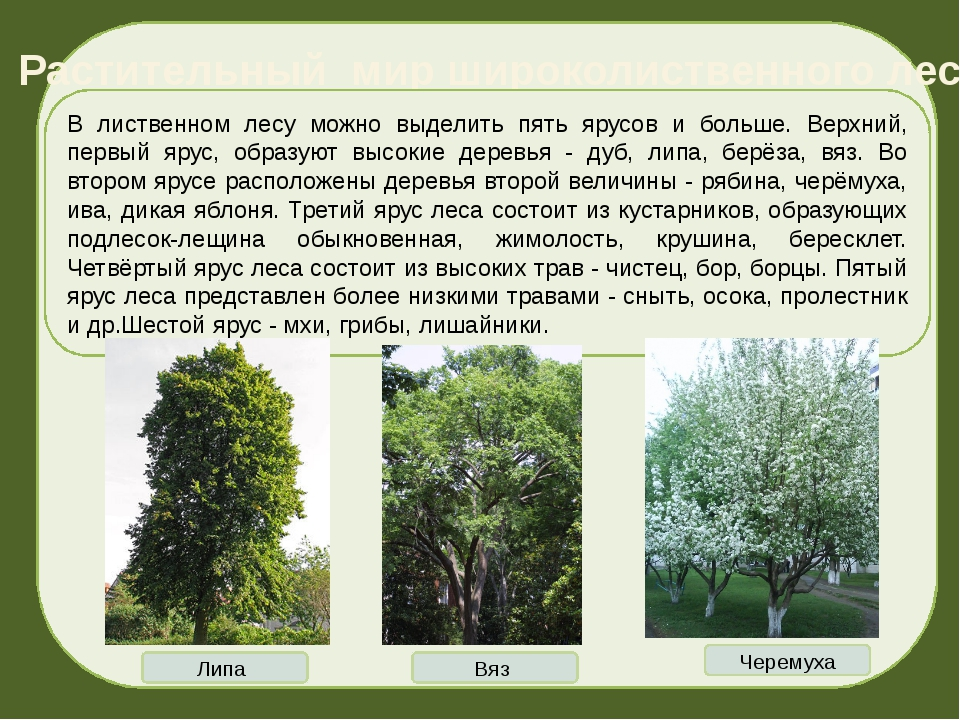 Растительный мир широколиственного лес
В лиственном лесу можно выделить пять ярусов и больше. Верхний,
первый ярус, образуют высокие деревья - дуб, липа, берёза, вяз. Во
втором ярусе расположены деревья второй величины - рябина, черёмуха,
ива, дикая яблоня. Третий ярус леса состоит из кустарников, образующих
подлесок-лещина обыкновенная, жимолость, крушина, бересклет.
Четвёртый ярус леса состоит из высоких трав - чистец, бор, борцы. Пятый
ярус леса представлен более низкими травами - сныть, осока, пролестник
и др.Шестой ярус - мхи, грибы, лишайники.
Липа
Вяз
Черемуха